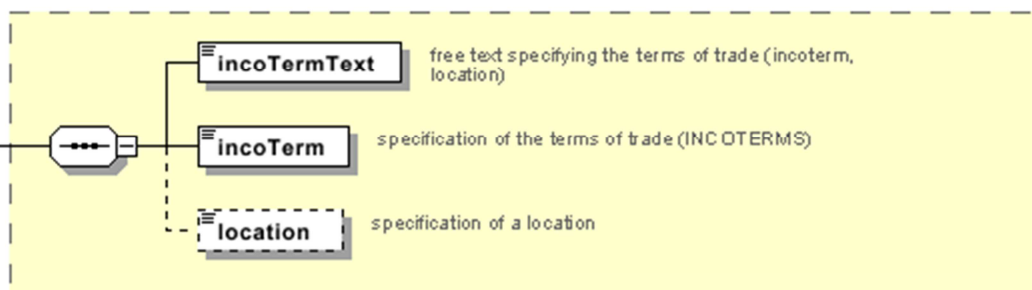 incoTermText
free text specifying the terms of trade (incoterm,
location)
incoTerm
specification of the terms of trade (INCOTERMS)
location
specification of a location